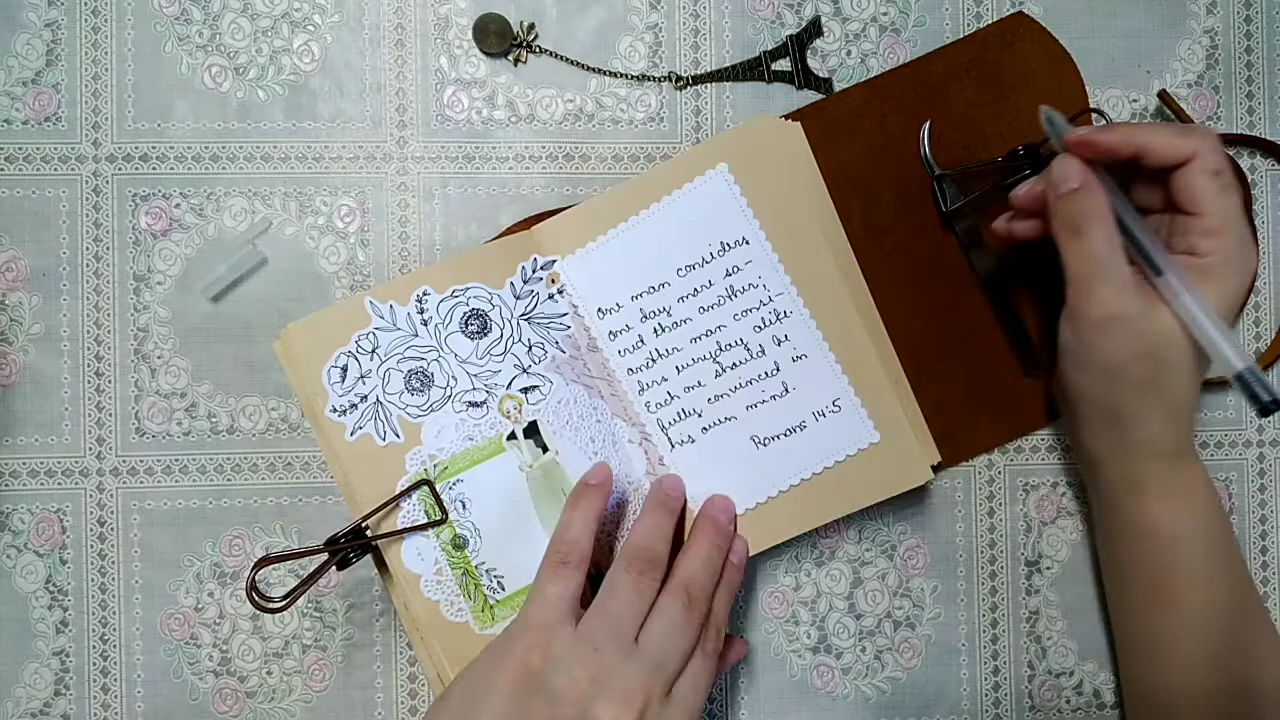 One man considers
one day more sa-
cred than another;
another man consi-
ders everyday alife.
Each one should be
fully convinced in
his own mind.
Romans 14:5